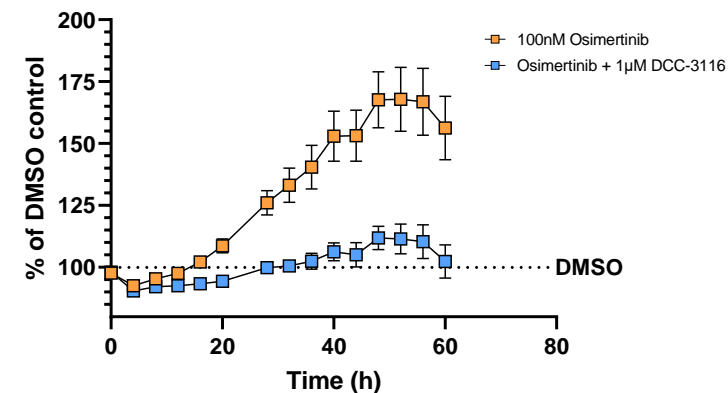 200
175
150
125
100
% of DMSO control
100nM Osimertinib
Osimertinib + 1µM DCC-3116
DMSO
0
20
40
60
80
Time (h)